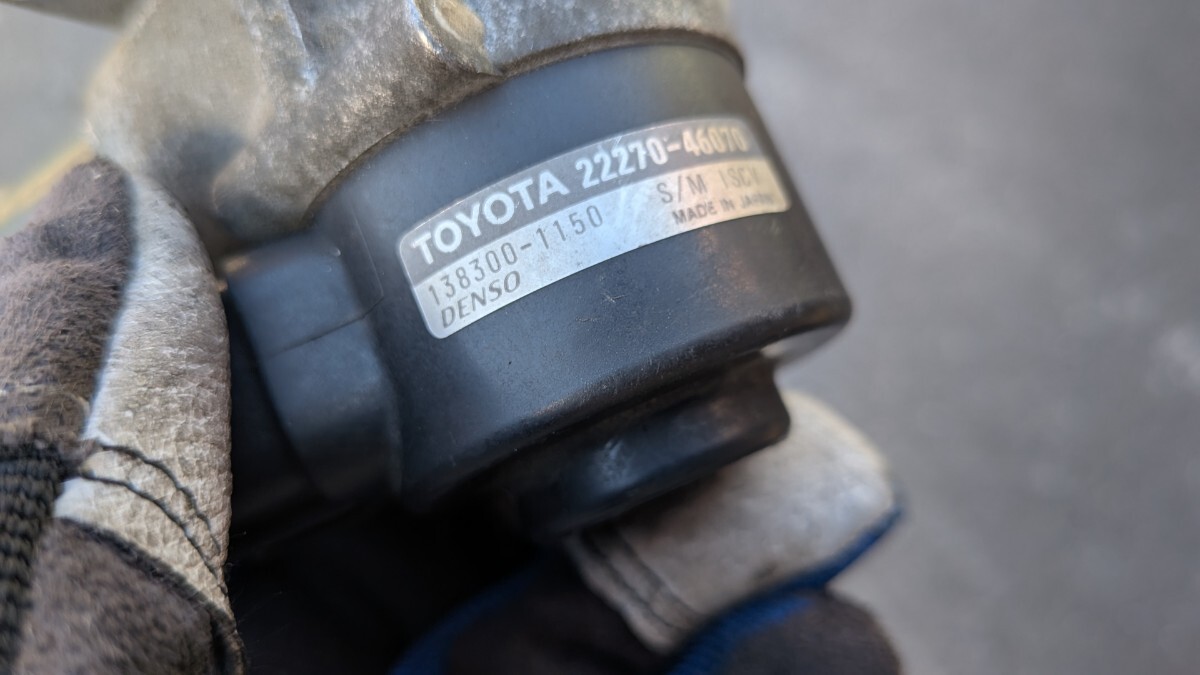 TOYOTA 22270-46070
138300-1150 S/M ISCV
DENSO MADE IN JAPAN